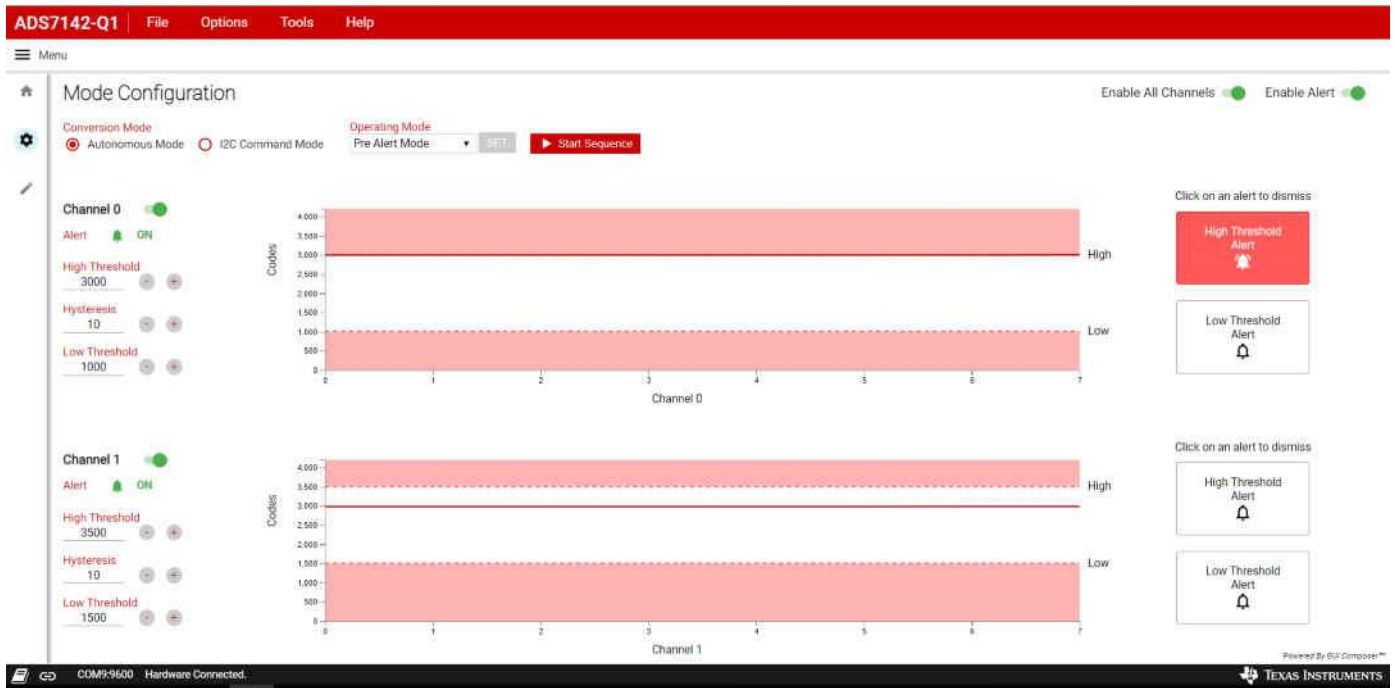 ADS7142-Q1 File Options Tools Help
Menu
Mode Configuration
Enable All Channels Enable Alert
Conversion Mode
Autonomous Mode I2C Command Mode
Operating Mode
Pre Alert Mode SET Start Sequence
Channel 0
Alert ON
High Threshold
3000
Hysteresis
10
Low Threshold
1000
Codes
4,000
3,500
3,000
2,500
2,000
1,500
1,000
500
0
0 1 2 3 4 5 6 7
Channel 0
High
Low
Click on an alert to dismiss
High Threshold
Alert
Low Threshold
Alert
Channel 1
Alert ON
High Threshold
3500
Hysteresis
10
Low Threshold
1500
Codes
4,000
3,500
3,000
2,500
2,000
1,500
1,000
500
0
0 1 2 3 4 5 6 7
Channel 1
High
Low
Click on an alert to dismiss
High Threshold
Alert
Low Threshold
Alert
Powered By GUI Composer™
COM9:9600 Hardware Connected.
TEXAS INSTRUMENTS